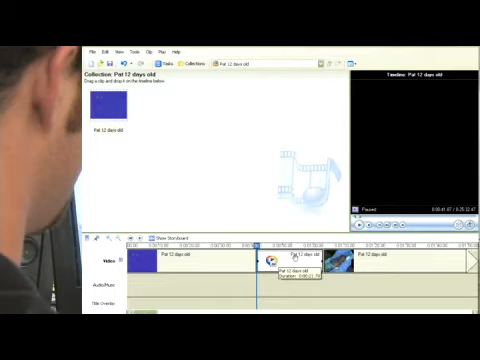 File Edit View Tools Clip Play Help
Tasks Collections Pat 12 days old
Collection: Pat 12 days old
Drag a clip and drop it on the timeline below.
Pat 12 days old
Timeline: Pat 12 days old
Paused
Show Storyboard
Video
Pat 12 days old
Pat 12 days old
Pat 12 days old
Pat 12 days old
Audio/Music
Title Overlay